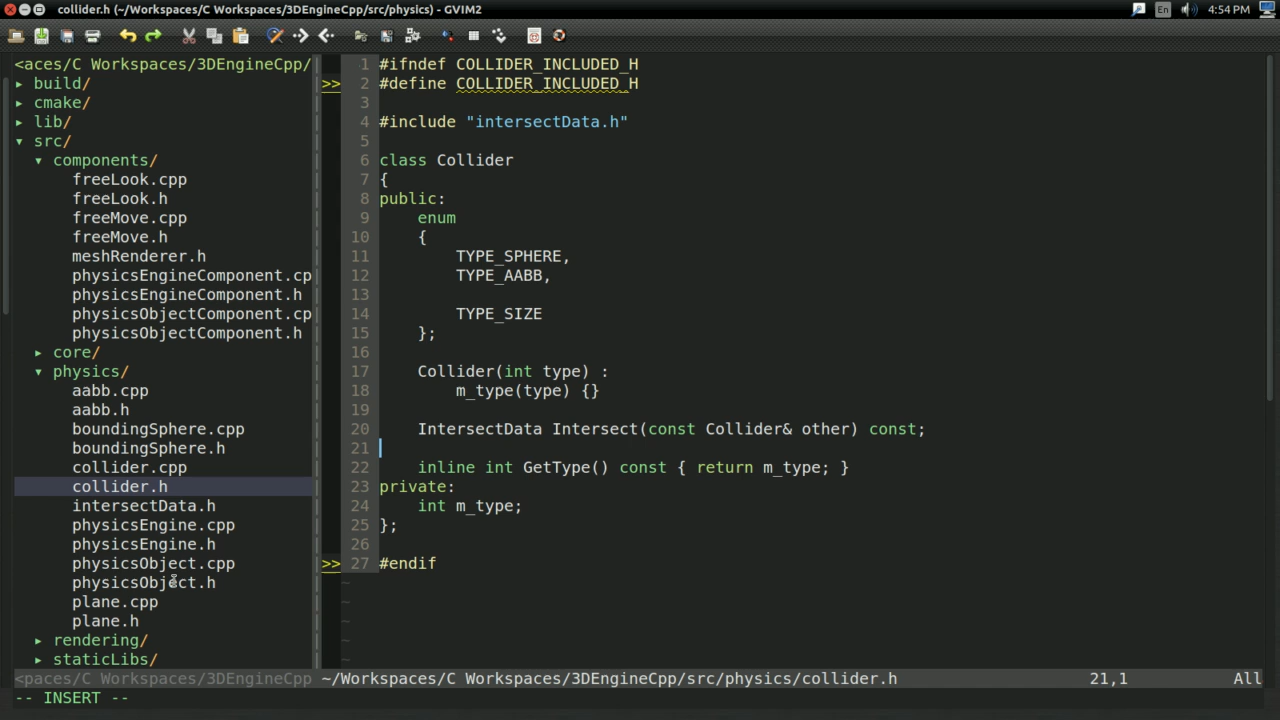 collider.h (~/Workspaces/C Workspaces/3DEngineCpp/src/physics) - GVIM2
En
4:54 PM
<aces/C Workspaces/3DEngineCpp/
▸ build/
▸ cmake/
▸ lib/
▾ src/
▾ components/
freeLook.cpp
freeLook.h
freeMove.cpp
freeMove.h
meshRenderer.h
physicsEngineComponent.cp
physicsEngineComponent.h
physicsObjectComponent.cp
physicsObjectComponent.h
▸ core/
▾ physics/
aabb.cpp
aabb.h
boundingSphere.cpp
boundingSphere.h
collider.cpp
collider.h
intersectData.h
physicsEngine.cpp
physicsEngine.h
physicsObject.cpp
physicsObject.h
plane.cpp
plane.h
▸ rendering/
▸ staticLibs/
1 #ifndef COLLIDER_INCLUDED_H
>> 2 #define COLLIDER_INCLUDED_H
3
4 #include "intersectData.h"
5
6 class Collider
7 {
8 public:
9 enum
10 {
11 TYPE_SPHERE,
12 TYPE_AABB,
13
14 TYPE_SIZE
15 };
16
17 Collider(int type) :
18 m_type(type) {}
19
20 IntersectData Intersect(const Collider& other) const;
21
22 inline int GetType() const { return m_type; }
23 private:
24 int m_type;
25 };
26
>> 27 #endif
~
~
~
~
~
<paces/C Workspaces/3DEngineCpp ~/Workspaces/C Workspaces/3DEngineCpp/src/physics/collider.h 21,1 All
-- INSERT --